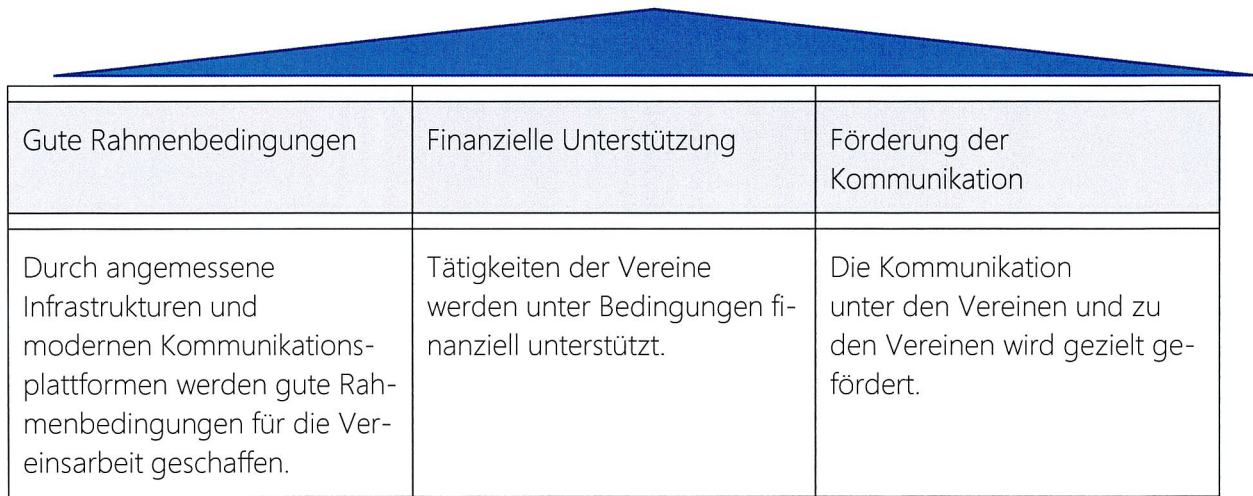 Gute Rahmenbedingungen
Finanzielle Unterstützung
Förderung der
Kommunikation
Durch angemessene
Infrastrukturen und
modernen Kommunikations-
plattformen werden gute Rah-
menbedingungen für die Ver-
einsarbeit geschaffen.
Tätigkeiten der Vereine
werden unter Bedingungen fi-
nanziell unterstützt.
Die Kommunikation
unter den Vereinen und zu
den Vereinen wird gezielt ge-
fördert.